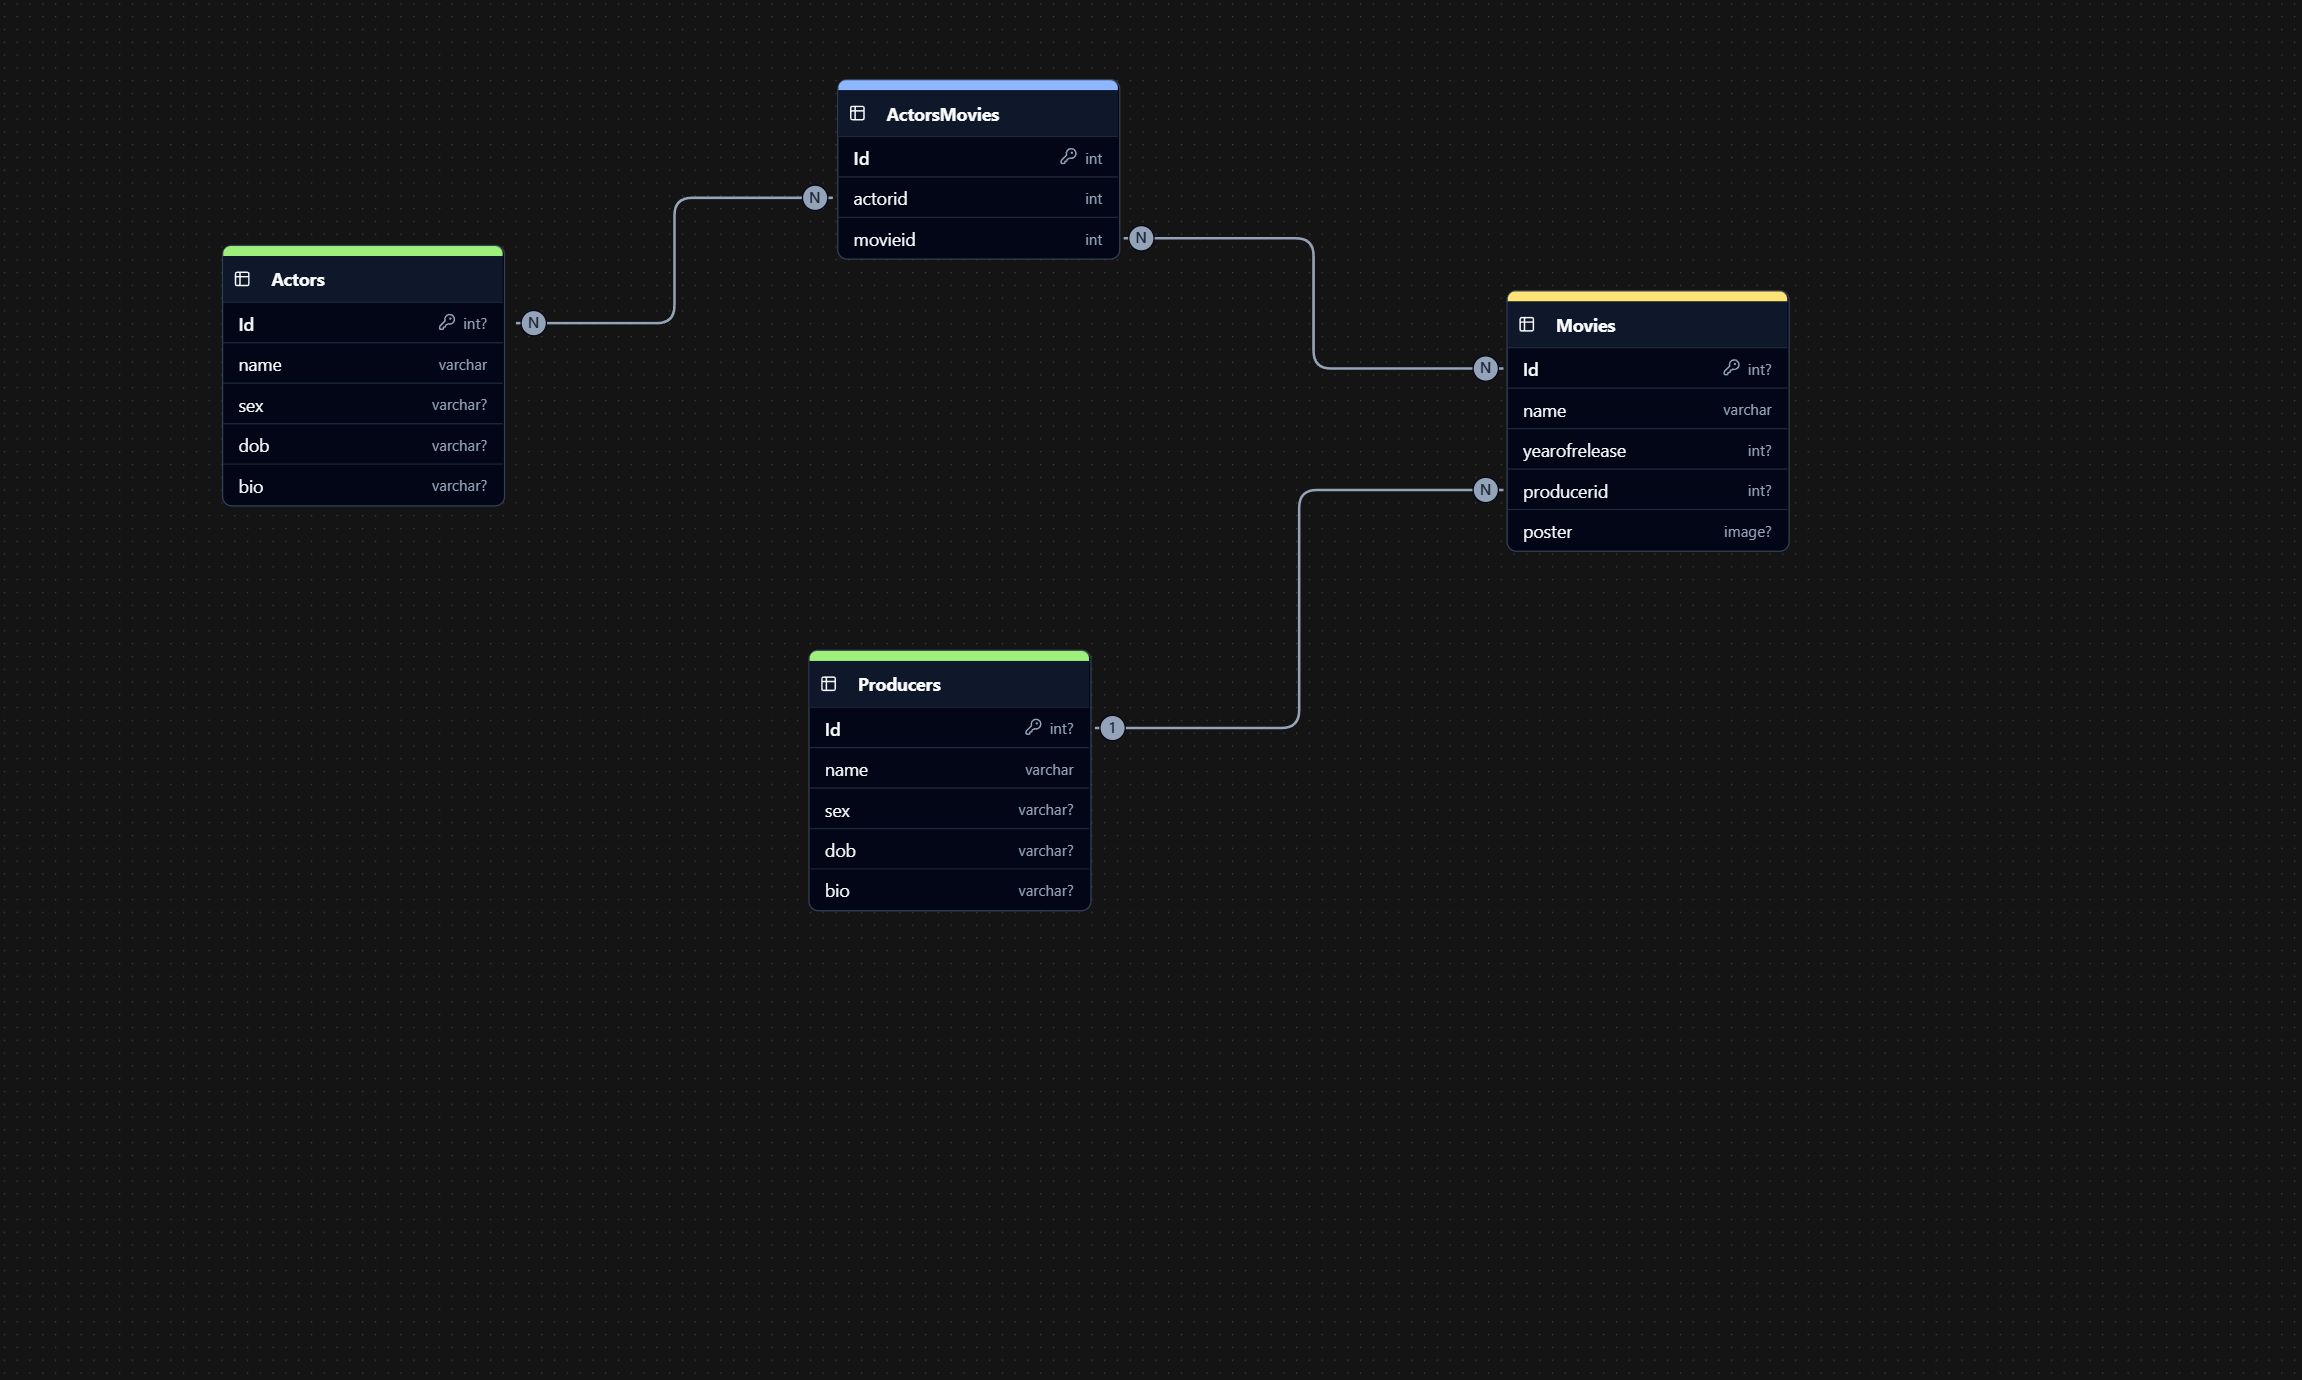 ActorsMovies
Id int
actorid int
movieid int
N
N
Actors
Id int?
name varchar
sex varchar?
dob varchar?
bio varchar?
N
Movies
Id int?
name varchar
yearofrelease int?
producerid int?
poster image?
N
N
Producers
Id int?
name varchar
sex varchar?
dob varchar?
bio varchar?
1